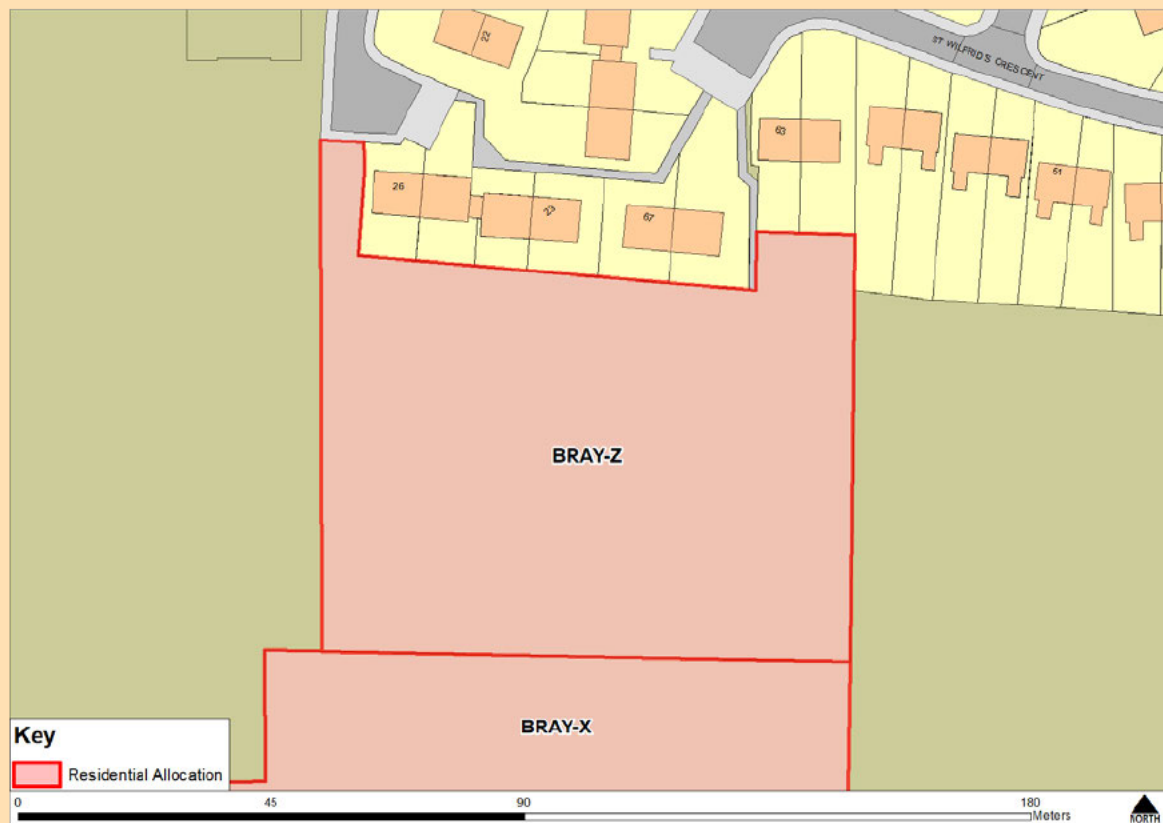 22
ST WILFRID'S CRESCENT
63
61
26
23
67
BRAY-Z
BRAY-X
Key
Residential Allocation
0 45 90 180
Meters
NORTH